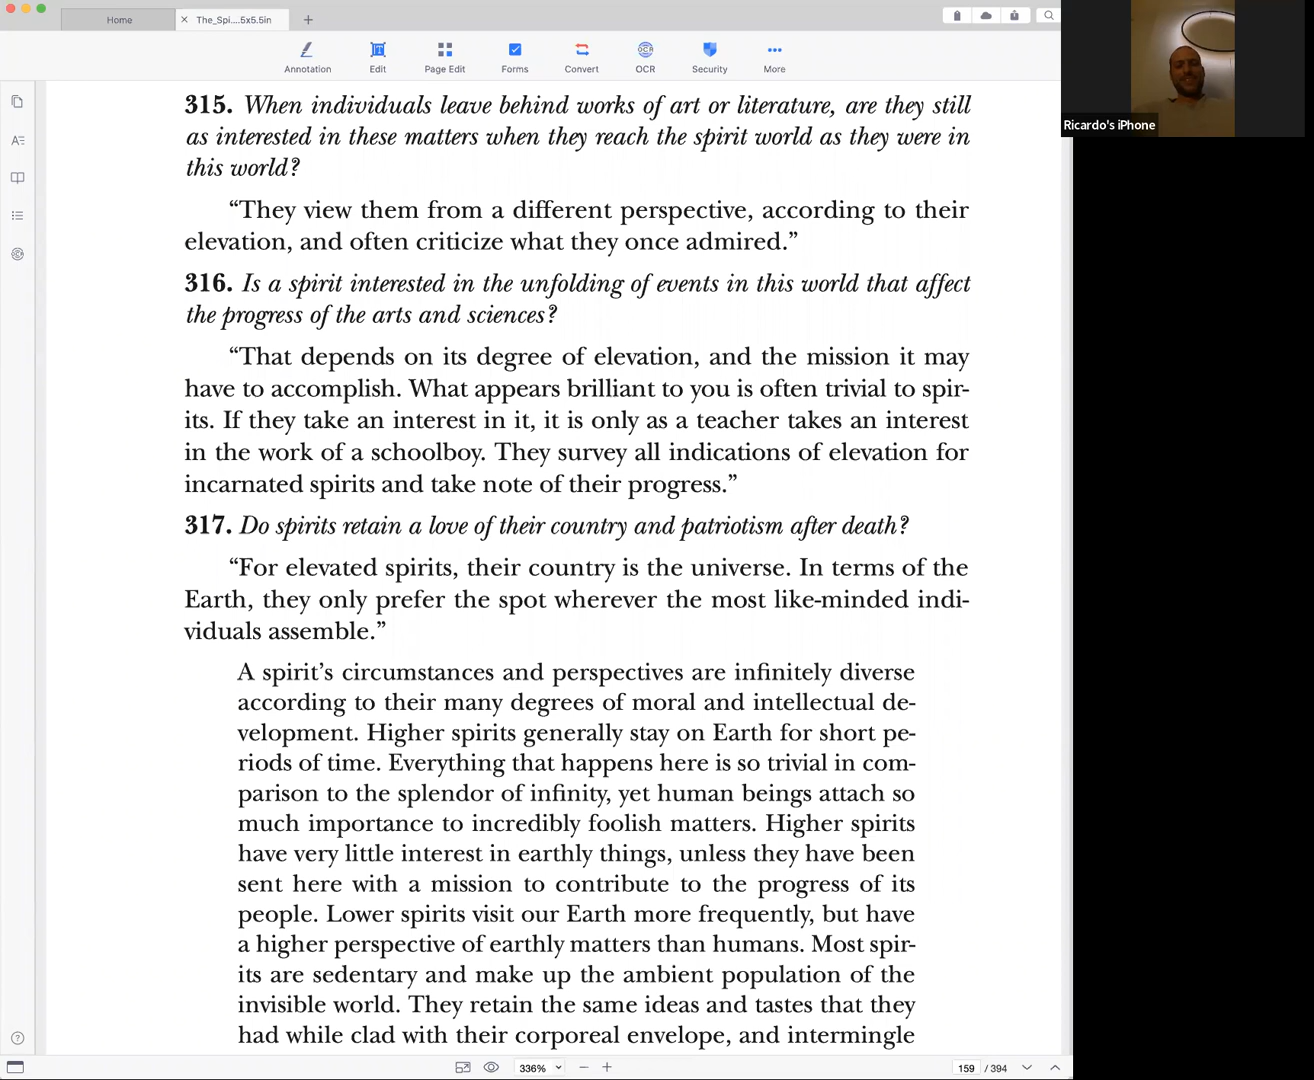 Home
The_Spi....5x5.5in
Annotation
Edit
Page Edit
Forms
Convert
OCR
OCR
Security
More
Ricardo's iPhone
315. When individuals leave behind works of art or literature, are they still
as interested in these matters when they reach the spirit world as they were in
this world?
“They view them from a different perspective, according to their
elevation, and often criticize what they once admired.”
316. Is a spirit interested in the unfolding of events in this world that affect
the progress of the arts and sciences?
“That depends on its degree of elevation, and the mission it may
have to accomplish. What appears brilliant to you is often trivial to spir-
its. If they take an interest in it, it is only as a teacher takes an interest
in the work of a schoolboy. They survey all indications of elevation for
incarnated spirits and take note of their progress.”
317. Do spirits retain a love of their country and patriotism after death?
“For elevated spirits, their country is the universe. In terms of the
Earth, they only prefer the spot wherever the most like-minded indi-
viduals assemble.”
A spirit’s circumstances and perspectives are infinitely diverse
according to their many degrees of moral and intellectual de-
velopment. Higher spirits generally stay on Earth for short pe-
riods of time. Everything that happens here is so trivial in com-
parison to the splendor of infinity, yet human beings attach so
much importance to incredibly foolish matters. Higher spirits
have very little interest in earthly things, unless they have been
sent here with a mission to contribute to the progress of its
people. Lower spirits visit our Earth more frequently, but have
a higher perspective of earthly matters than humans. Most spir-
its are sedentary and make up the ambient population of the
invisible world. They retain the same ideas and tastes that they
had while clad with their corporeal envelope, and intermingle
336%
159 / 394